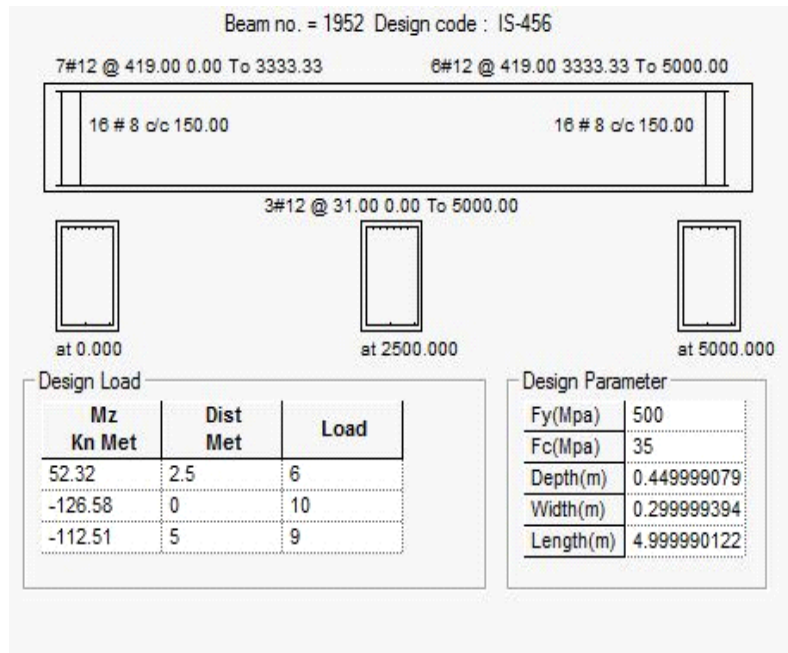 Beam no. = 1952 Design code : IS-456
7#12 @ 419.00 0.00 To 3333.33 6#12 @ 419.00 3333.33 To 5000.00
16 # 8 c/c 150.00 16 # 8 c/c 150.00
3#12 @ 31.00 0.00 To 5000.00
at 0.000 at 2500.000 at 5000.000
Design Load
Mz Kn Met Dist Met Load
52.32 2.5 6
-126.58 0 10
-112.51 5 9
Design Parameter
Fy(Mpa) 500
Fc(Mpa) 35
Depth(m) 0.449999079
Width(m) 0.299999394
Length(m) 4.999990122